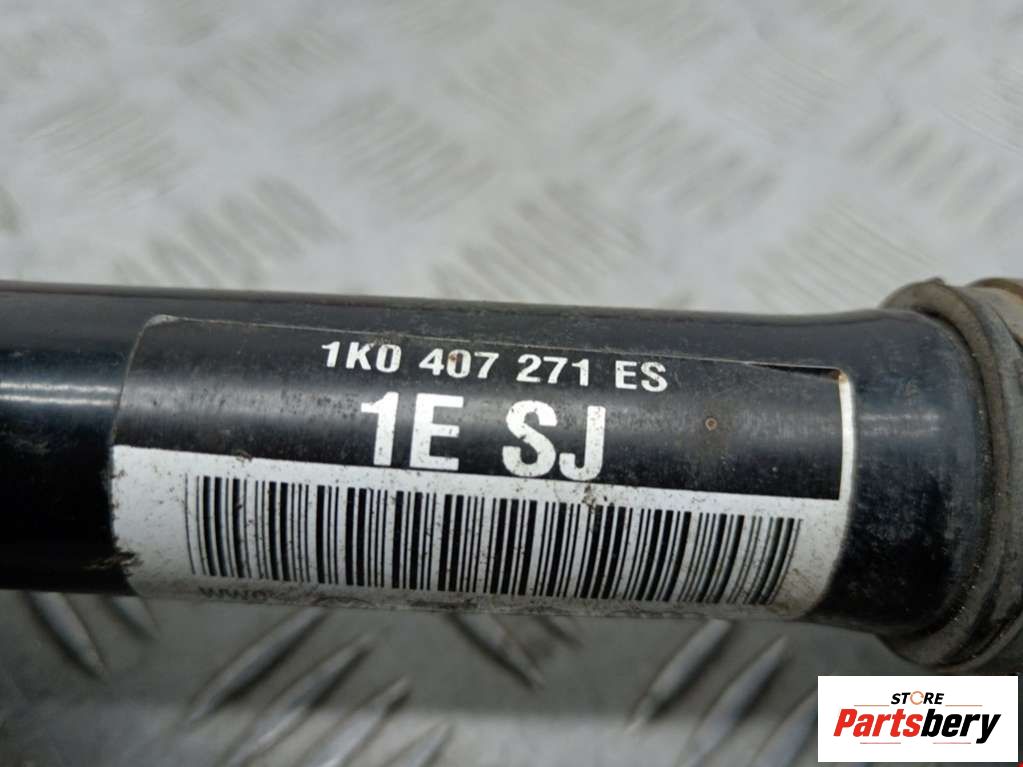 1K0 407 271 ES
1E SJ
STORE
Partsbery